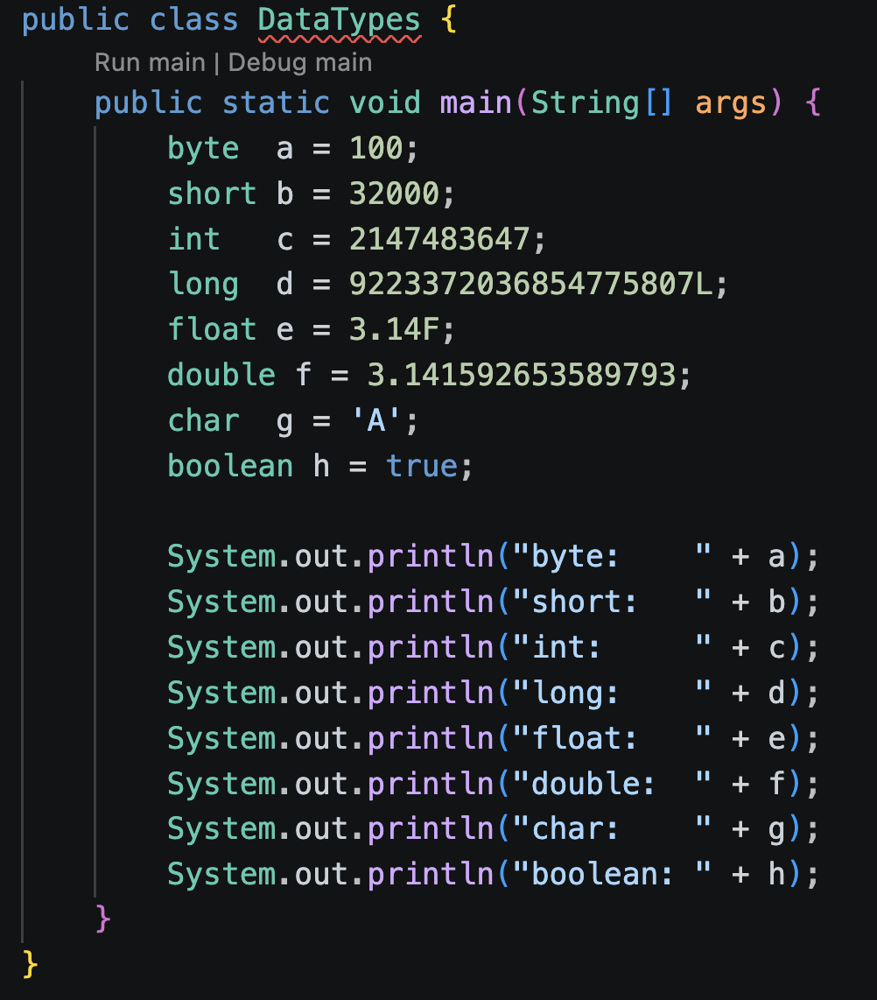 public class DataTypes {
Run main | Debug main
    public static void main(String[] args) {
        byte  a = 100;
        short b = 32000;
        int   c = 2147483647;
        long  d = 9223372036854775807L;
        float e = 3.14F;
        double f = 3.141592653589793;
        char  g = 'A';
        boolean h = true;

        System.out.println("byte:    " + a);
        System.out.println("short:   " + b);
        System.out.println("int:     " + c);
        System.out.println("long:    " + d);
        System.out.println("float:   " + e);
        System.out.println("double:  " + f);
        System.out.println("char:    " + g);
        System.out.println("boolean: " + h);
    }
}